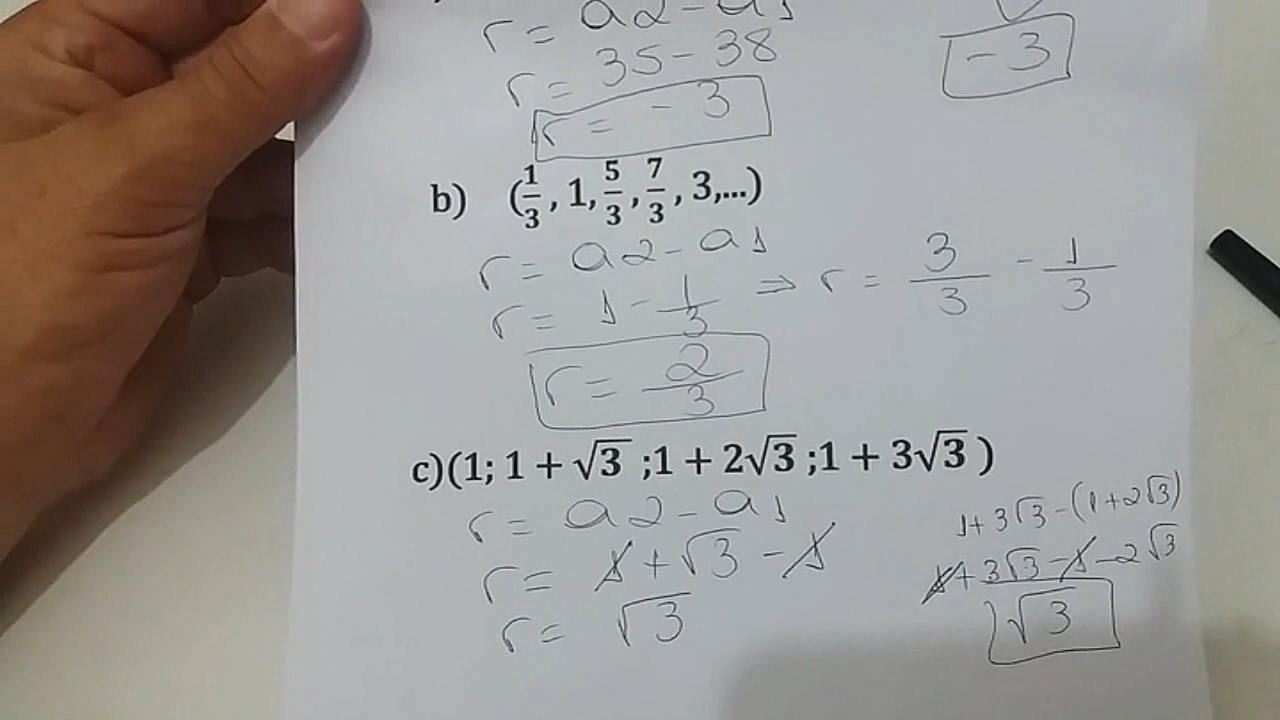 r = a2 - a1
r = 35 - 38
-3
r = -3
b) (1/3, 1, 5/3, 7/3, 3,...)
r = a2 - a1
r = 1 - 1/3 ⇒ r = 3/3 - 1/3
r = 2/3
c)(1; 1 + √3 ;1 + 2√3 ;1 + 3√3 )
r = a2 - a1
r = 1 + √3 - 1
r = √3
1 + 3√3 - (1 + 2√3)
1 + 3√3 - 1 - 2√3
√3